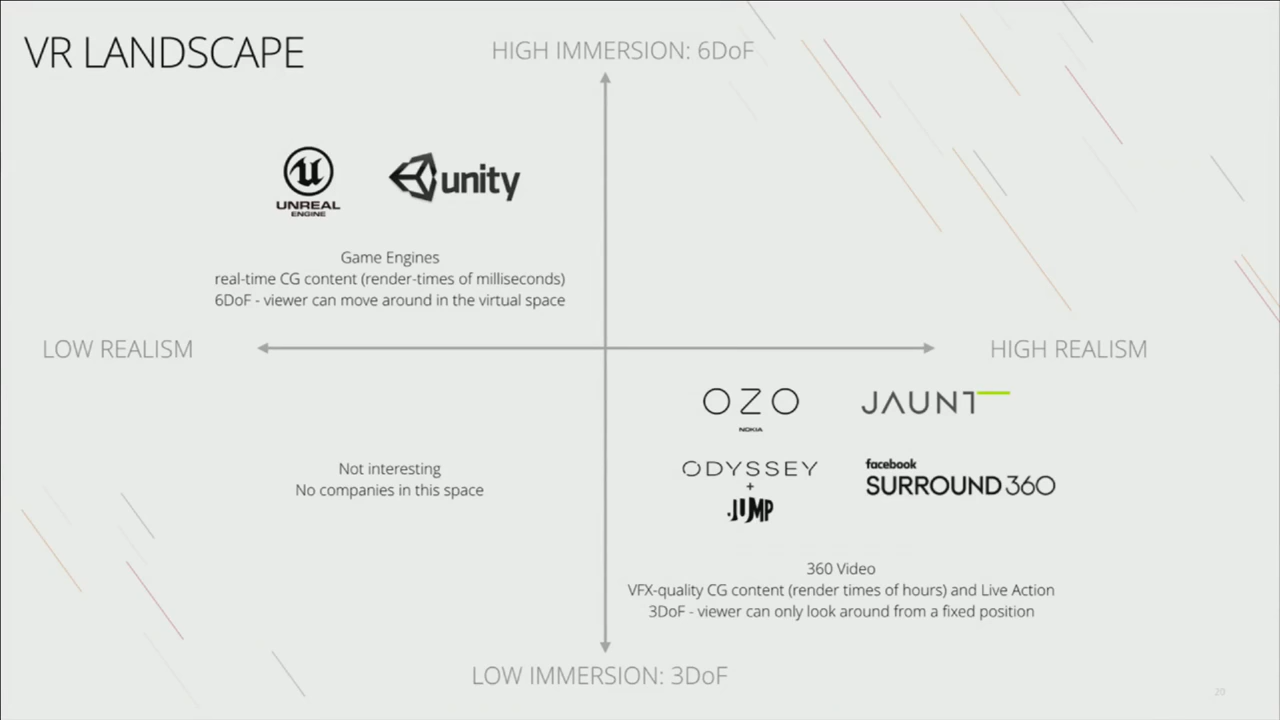 VR LANDSCAPE
HIGH IMMERSION: 6DoF
UNREAL
ENGINE
unity
Game Engines
real-time CG content (render-times of milliseconds)
6DoF - viewer can move around in the virtual space
LOW REALISM
HIGH REALISM
OZO
NOKIA
JAUNT
ODYSSEY
+
JUMP
facebook
SURROUND 360
Not interesting
No companies in this space
360 Video
VFX-quality CG content (render times of hours) and Live Action
3DoF - viewer can only look around from a fixed position
LOW IMMERSION: 3DoF
20